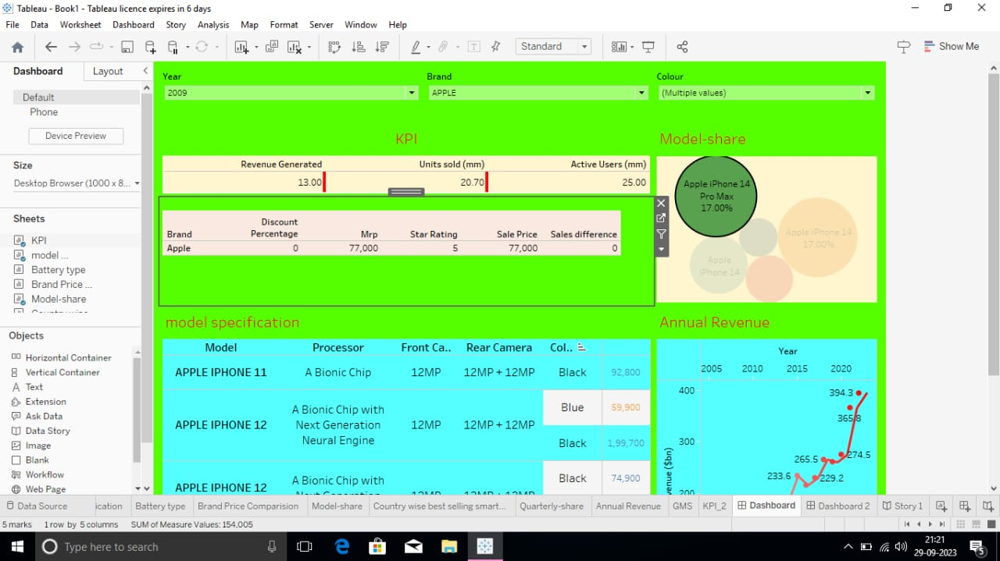 Tableau - Book1 - Tableau licence expires in 6 days
File Data Worksheet Dashboard Story Analysis Map Format Server Window Help
Standard
Show Me
Dashboard Layout
Default
Phone
Device Preview
Size
Desktop Browser (1000 x 8...
Sheets
KPI
model ...
Battery type
Brand Price ...
Model-share
Objects
Horizontal Container
Vertical Container
Text
Extension
Ask Data
Data Story
Image
Blank
Workflow
Web Page
Year Brand Colour
2009 APPLE (Multiple values)
KPI
Revenue Generated Units sold (mm) Active Users (mm)
13.00 20.70 25.00
Brand Discount Percentage Mrp Star Rating Sale Price Sales difference
Apple 0 77,000 5 77,000 0
Model-share
Apple iPhone 14
Pro Max
17.00%
Apple iPhone 14
17.00%
Apple
iPhone 14
model specification
Model Processor Front Ca.. Rear Camera Col..
APPLE IPHONE 11 A Bionic Chip 12MP 12MP + 12MP Black 92,800
APPLE IPHONE 12 A Bionic Chip with
Next Generation
Neural Engine 12MP 12MP + 12MP Blue 59,900
Black 1,99,700
APPLE IPHONE 12 A Bionic Chip with
Next Generation 12MP 12MP + 12MP Black 74,900
Annual Revenue
Year
2005 2010 2015 2020
400
300
200
394.3
365.8
274.5
265.5
233.6
229.2
venue ($bn)
Data Source ication Battery type Brand Price Comparision Model-share Country wise best selling smart... Quarterly-share Annual Revenue GMS KPI_2 Dashboard Dashboard 2 Story 1
5 marks 1 row by 5 columns SUM of Measure Values: 154,005
Type here to search
21:21
29-09-2023
5